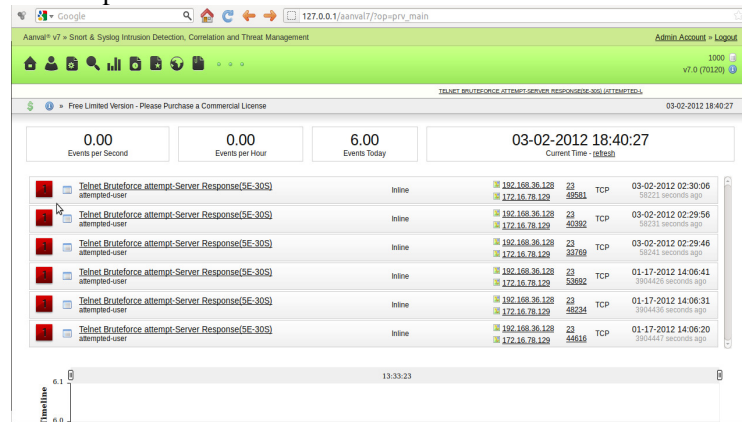 Google
127.0.0.1/aanval7/?op=prv_main
Aanval® v7 » Snort & Syslog Intrusion Detection, Correlation and Threat Management
Admin Account » Logout
1000
v7.0 (70120)
TELNET BRUTEFORCE ATTEMPT-SERVER RESPONSE(5E-30S) (ATTEMPTED-L
» Free Limited Version - Please Purchase a Commercial License
03-02-2012 18:40:27
0.00
Events per Second
0.00
Events per Hour
6.00
Events Today
03-02-2012 18:40:27
Current Time - refresh
Telnet Bruteforce attempt-Server Response(5E-30S) Inline 192.168.36.128 23 TCP 03-02-2012 02:30:06
attempted-user 172.16.78.129 49581 58221 seconds ago
Telnet Bruteforce attempt-Server Response(5E-30S) Inline 192.168.36.128 23 TCP 03-02-2012 02:29:56
attempted-user 172.16.78.129 40392 58231 seconds ago
Telnet Bruteforce attempt-Server Response(5E-30S) Inline 192.168.36.128 23 TCP 03-02-2012 02:29:46
attempted-user 172.16.78.129 33769 58241 seconds ago
Telnet Bruteforce attempt-Server Response(5E-30S) Inline 192.168.36.128 23 TCP 01-17-2012 14:06:41
attempted-user 172.16.78.129 53692 3904426 seconds ago
Telnet Bruteforce attempt-Server Response(5E-30S) Inline 192.168.36.128 23 TCP 01-17-2012 14:06:31
attempted-user 172.16.78.129 48234 3904436 seconds ago
Telnet Bruteforce attempt-Server Response(5E-30S) Inline 192.168.36.128 23 TCP 01-17-2012 14:06:20
attempted-user 172.16.78.129 44616 3904447 seconds ago
13:33:23
6.1
Timeline
6.0